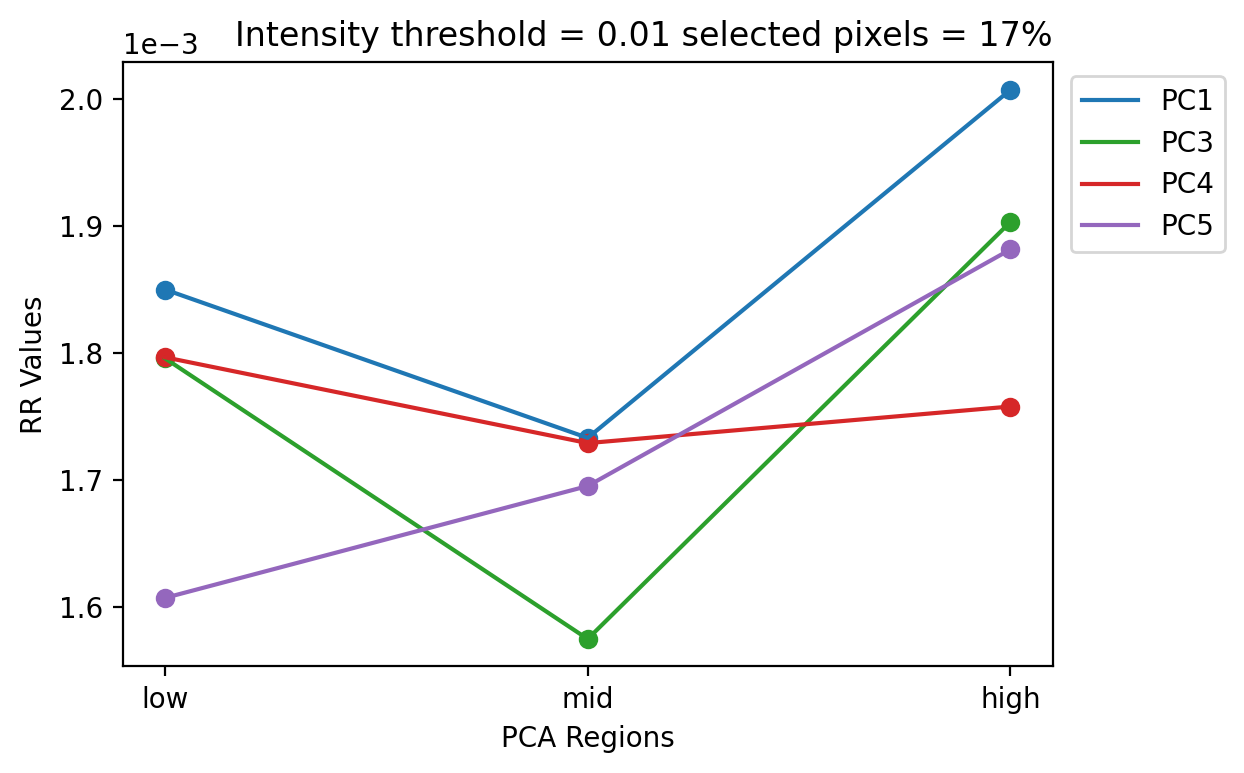 Intensity threshold = 0.01 selected pixels = 17%
1e−3
2.0
1.9
1.8
1.7
1.6
RR Values
low
mid
high
PCA Regions
PC1
PC3
PC4
PC5